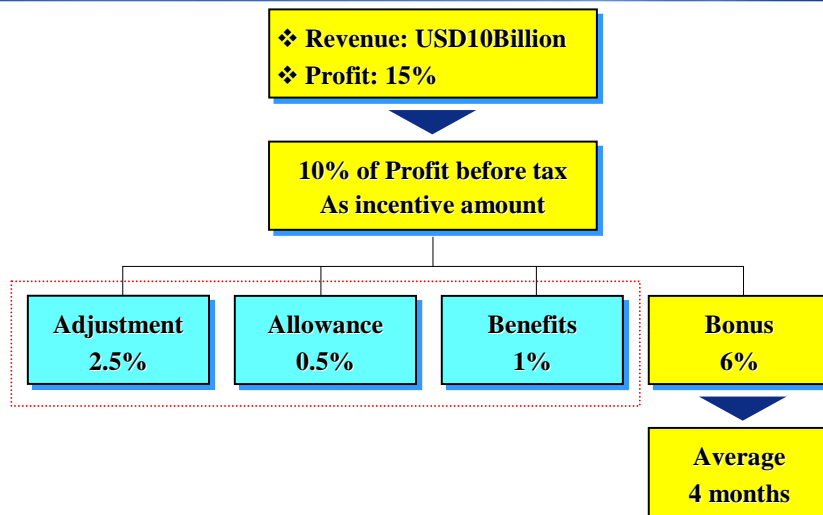 ❖ Revenue: USD10Billion
❖ Profit: 15%
10% of Profit before tax
As incentive amount
Adjustment
2.5%
Allowance
0.5%
Benefits
1%
Bonus
6%
Average
4 months